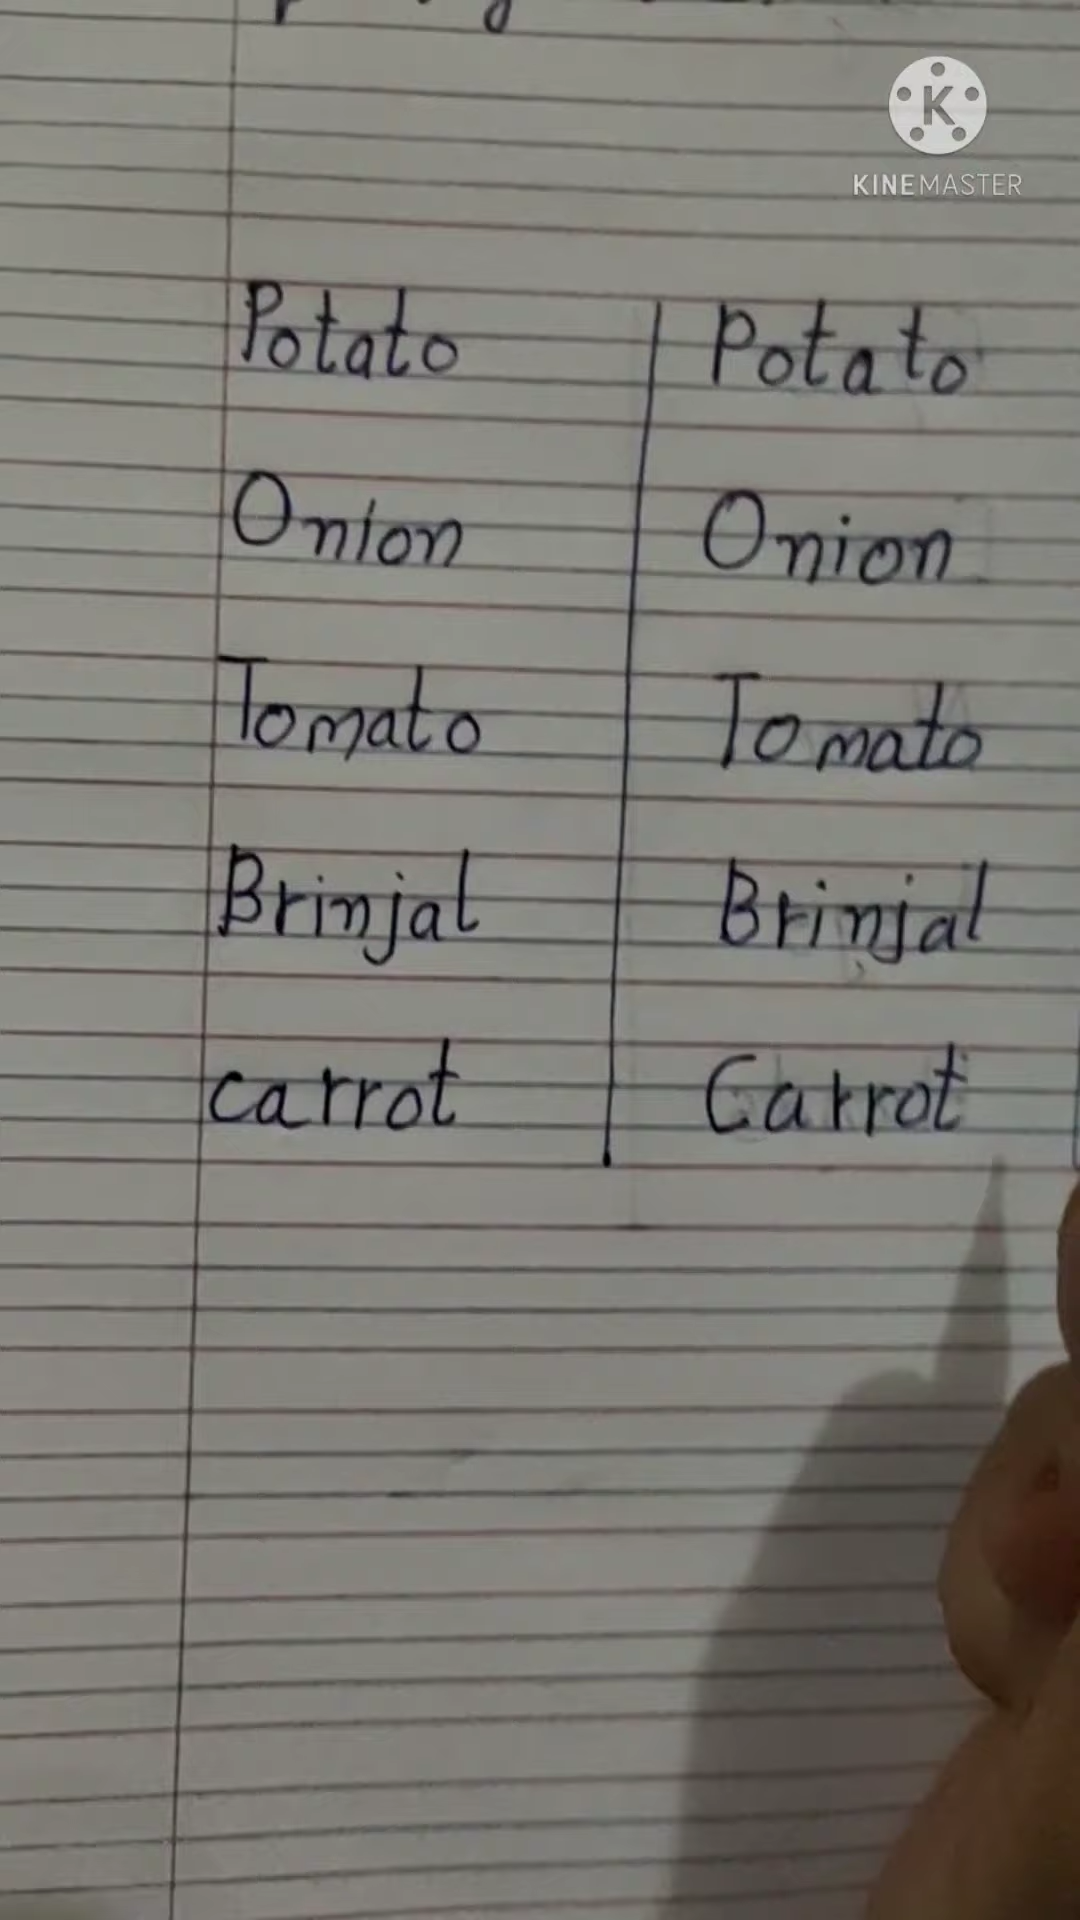 KINEMASTER
Potato Potato
Onion Onion
Tomato Tomato
Brinjal Brinjal
carrot Carrot